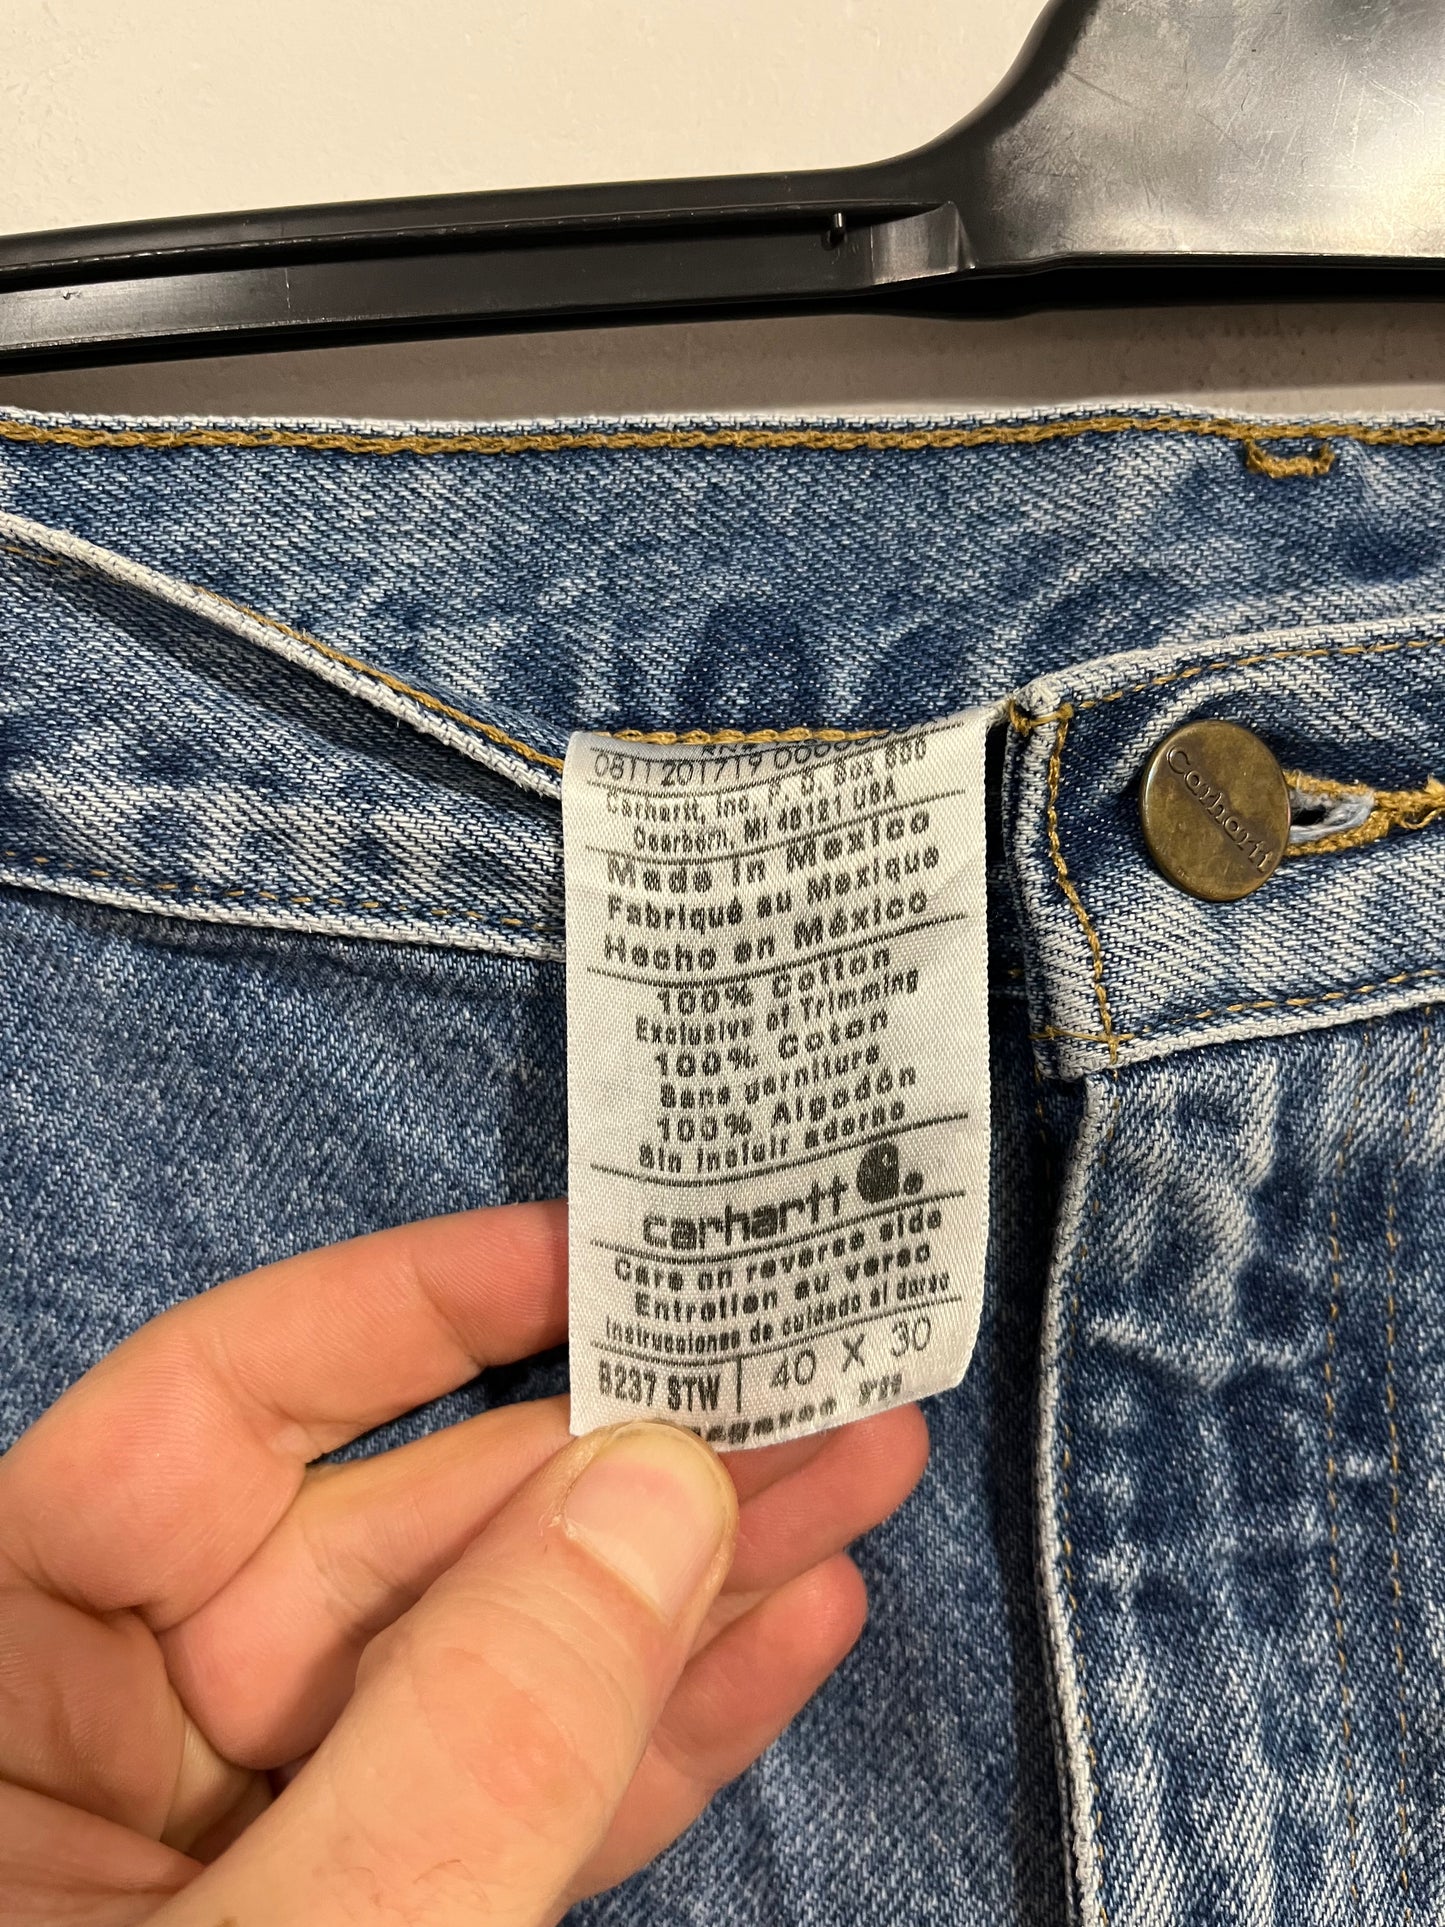 0811201719
Carhartt, Inc. P. O. Box 600
Dearborn, MI 48121 USA
Made in Mexico
Fabriqué au Mexique
Hecho en México
100% Cotton
Exclusive of Trimming
100% Coton
Sans garniture
100% Algodón
Sin incluir adorno
carhartt
Care on reverse side
Entretien au verso
Instrucciones de cuidado al dorso
B237 STW 40 X 30
Carhartt